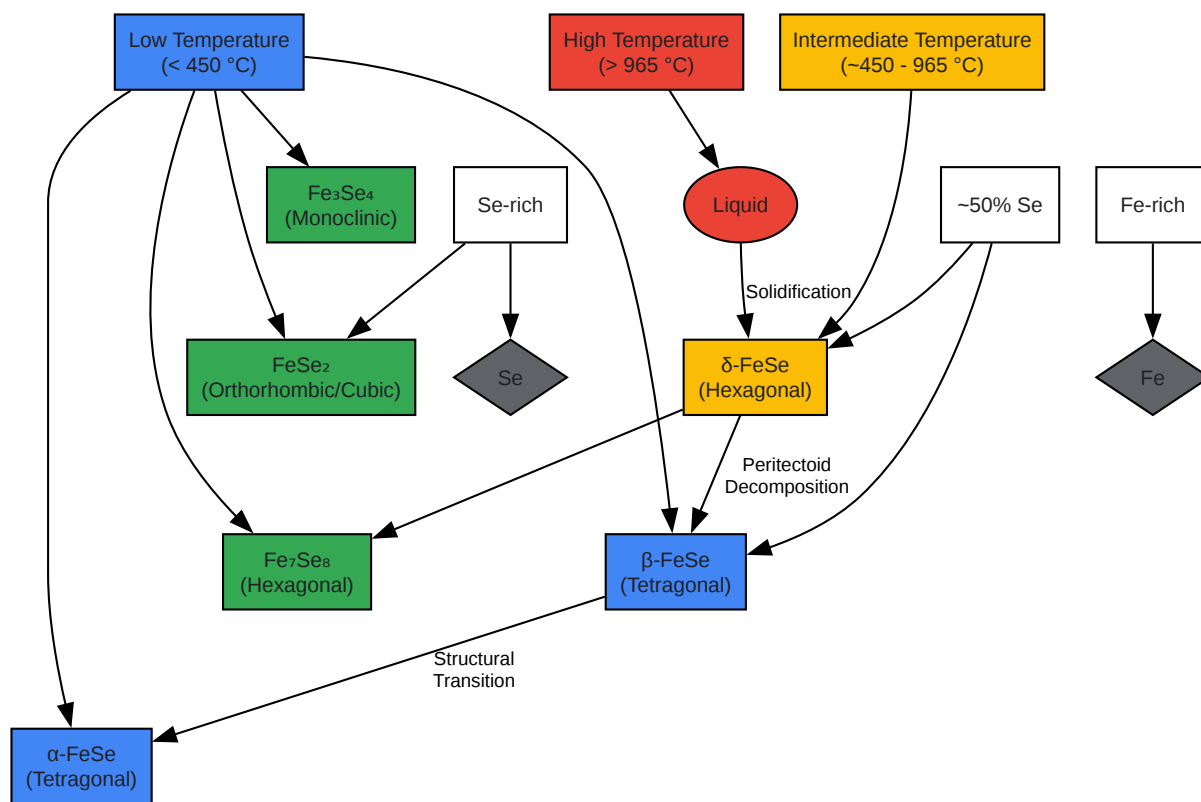 Low Temperature
(< 450 °C)
High Temperature
(> 965 °C)
Intermediate Temperature
(~450 - 965 °C)
Fe₃Se₄
(Monoclinic)
Se-rich
Liquid
~50% Se
Fe-rich
Solidification
FeSe₂
(Orthorhombic/Cubic)
Se
δ-FeSe
(Hexagonal)
Fe
Peritectoid
Decomposition
Fe₇Se₈
(Hexagonal)
β-FeSe
(Tetragonal)
Structural
Transition
α-FeSe
(Tetragonal)